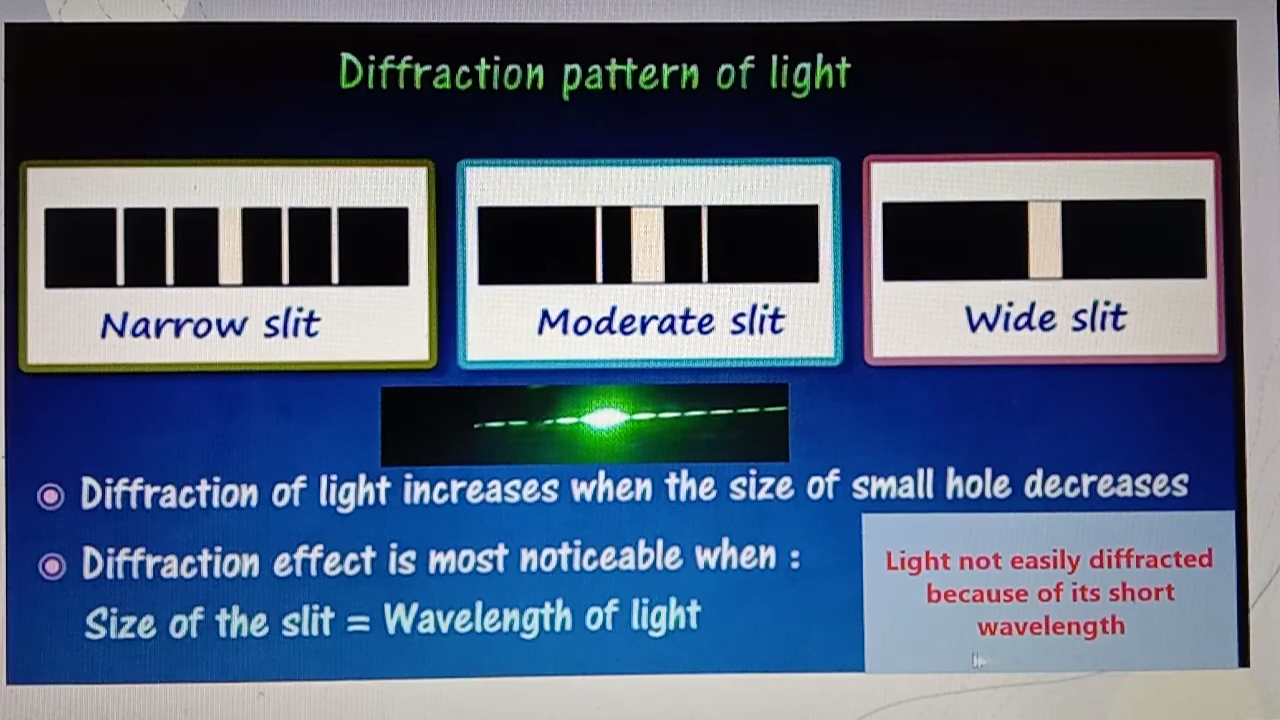 Diffraction pattern of light
Narrow slit
Moderate slit
Wide slit
Diffraction of light increases when the size of small hole decreases
Diffraction effect is most noticeable when :
Size of the slit = Wavelength of light
Light not easily diffracted
because of its short
wavelength